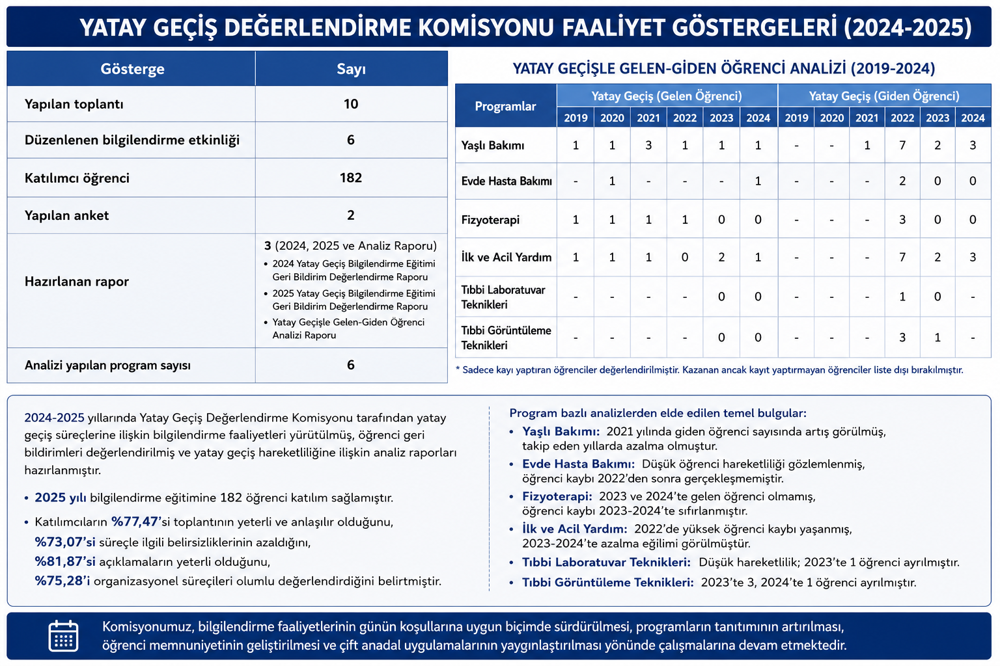 YATAY GEÇİŞ DEĞERLENDİRME KOMİSYONU FAALİYET GÖSTERGELERİ (2024-2025)
Gösterge Sayı
Yapılan toplantı 10
Düzenlenen bilgilendirme etkinliği 6
Katılımcı öğrenci 182
Yapılan anket 2
Hazırlanan rapor
3 (2024, 2025 ve Analiz Raporu)
• 2024 Yatay Geçiş Bilgilendirme Eğitimi
Geri Bildirim Değerlendirme Raporu
• 2025 Yatay Geçiş Bilgilendirme Eğitimi
Geri Bildirim Değerlendirme Raporu
• Yatay Geçişle Gelen-Giden Öğrenci
Analizi Raporu
Analizi yapılan program sayısı 6
YATAY GEÇİŞLE GELEN-GİDEN ÖĞRENCİ ANALİZİ (2019-2024)
Programlar Yatay Geçiş (Gelen Öğrenci) Yatay Geçiş (Giden Öğrenci)
2019 2020 2021 2022 2023 2024 2019 2020 2021 2022 2023 2024
Yaşlı Bakımı 1 1 3 1 1 1 - - 1 7 2 3
Evde Hasta Bakımı - 1 - - - 1 - - - 2 0 0
Fizyoterapi 1 1 1 1 0 0 - - - 3 0 0
İlk ve Acil Yardım 1 1 1 0 2 1 - - - 7 2 3
Tıbbi Laboratuvar
Teknikleri - - - - 0 0 - - - 1 0 -
Tıbbi Görüntüleme
Teknikleri - - - - 0 0 - - - 3 1 -
* Sadece kayı yaptıran öğrenciler değerlendirilmiştir. Kazanan ancak kayıt yaptırmayan öğrenciler liste dışı bırakılmıştır.
2024-2025 yıllarında Yatay Geçiş Değerlendirme Komisyonu tarafından yatay
geçiş süreçlerine ilişkin bilgilendirme faaliyetleri yürütülmüş, öğrenci geri
bildirimleri değerlendirilmiş ve yatay geçiş hareketliliğine ilişkin analiz raporları
hazırlanmıştır.
• 2025 yılı bilgilendirme eğitimine 182 öğrenci katılım sağlamıştır.
• Katılımcıların %77,47'si toplantının yeterli ve anlaşılır olduğunu,
%73,07'si süreçle ilgili belirsizliklerinin azaldığını,
%81,87'si açıklamaların yeterli olduğunu,
%75,28'i organizasyonel süreçileri olumlu değerlendirdiğini belirtmiştir.
Program bazlı analizlerden elde edilen temel bulgular:
• Yaşlı Bakımı: 2021 yılında giden öğrenci sayısında artış görülmüş,
takip eden yıllarda azalma olmuştur.
• Evde Hasta Bakımı: Düşük öğrenci hareketliliği gözlemlenmiş,
öğrenci kaybı 2022'den sonra gerçekleşmemiştir.
• Fizyoterapi: 2023 ve 2024'te gelen öğrenci olmamış,
öğrenci kaybı 2023-2024'te sıfırlanmıştır.
• İlk ve Acil Yardım: 2022'de yüksek öğrenci kaybı yaşanmış,
2023-2024'te azalma eğilimi görülmüştür.
• Tıbbi Laboratuvar Teknikleri: Düşük hareketlilik; 2023'te 1 öğrenci ayrılmıştır.
• Tıbbi Görüntüleme Teknikleri: 2023'te 3, 2024'te 1 öğrenci ayrılmıştır.
Komisyonumuz, bilgilendirme faaliyetlerinin günün koşullarına uygun biçimde sürdürülmesi, programların tanıtımının artırılması,
öğrenci memnuniyetinin geliştirilmesi ve çift anadal uygulamalarının yaygınlaştırılması yönünde çalışmalarına devam etmektedir.